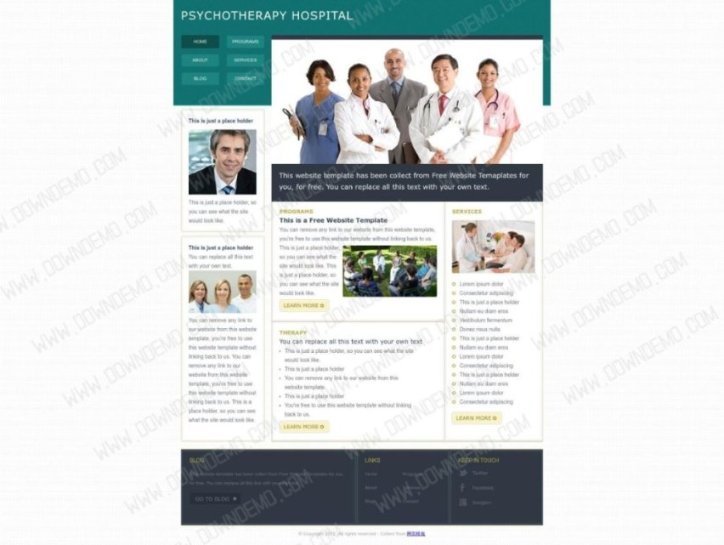 PSYCHOTHERAPY HOSPITAL
HOME PROGRAMS
ABOUT SERVICES
BLOG CONTACT
This website template has been collect from Free Website Temaplates for
you, for free. You can replace all this text with your own text.
This is just a place holder
This is just a place holder, so
you can see what the site
would look like.
This is just a place holder
You can replace all this text
with your own text.
You can remove any link to
our website from this website
template, you're free to use
this website template without
linking back to us. You can
remove any link to our
website from this website
template, you're free to use
this website template without
linking back to us. This is a
place holder, so you can see
what the site would look like.
PROGRAMS
This is a Free Website Template
You can remove any link to our website from this website template,
you're free to use this website template without linking back to us.
This is just a place holder,
so you can see what the
site would look like. This is
just a place holder, so you
can see what the site
would look like.
LEARN MORE
THERAPY
You can replace all this text with your own text
This is just a place holder, so you can see what the site
would look like.
This is just a place holder
You can remove any link to our website from this
website template.
This is just a place holder
You're free to use this website template without linking
back to us.
LEARN MORE
SERVICES
Lorem ipsum dolor
Consectetur adipiscing
This is just a place holder
Nullam eu diam eros
Vestibulum fermentum
Donec risus nulla
This is just a place holder
Nullam eu diam eros
Lorem ipsum dolor
Consectetur adipiscing
This is just a place holder
Nullam eu diam eros
Lorem ipsum dolor
Consectetur adipiscing
LEARN MORE
BLOG
GO TO BLOG
LINKS
KEEP IN TOUCH
Twitter
Facebook
WWW.DOWNDEMO.COM